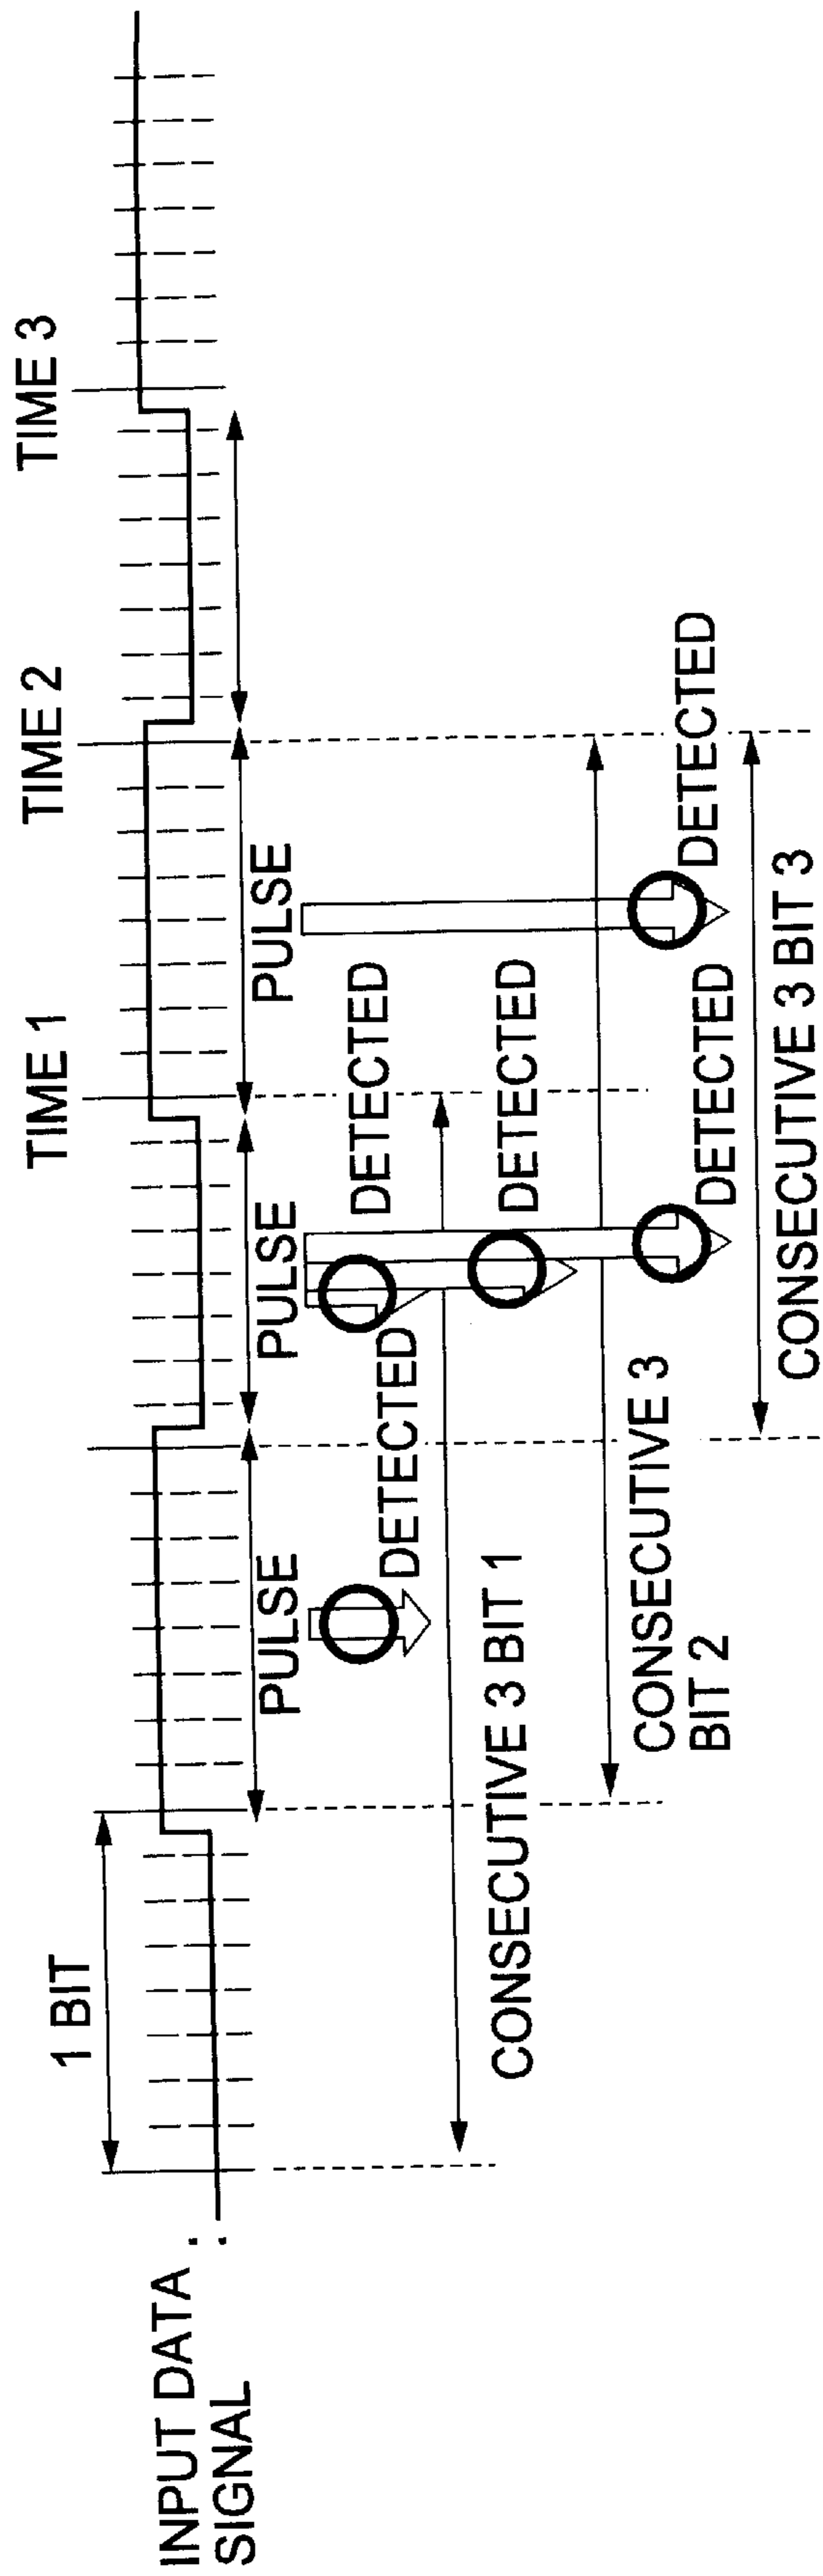 INPUT DATA :
SIGNAL
1 BIT
TIME 1
TIME 2
TIME 3
PULSE
PULSE
PULSE
DETECTED
DETECTED
CONSECUTIVE 3 BIT 1
DETECTED
CONSECUTIVE 3
BIT 2
DETECTED
DETECTED
CONSECUTIVE 3 BIT 3